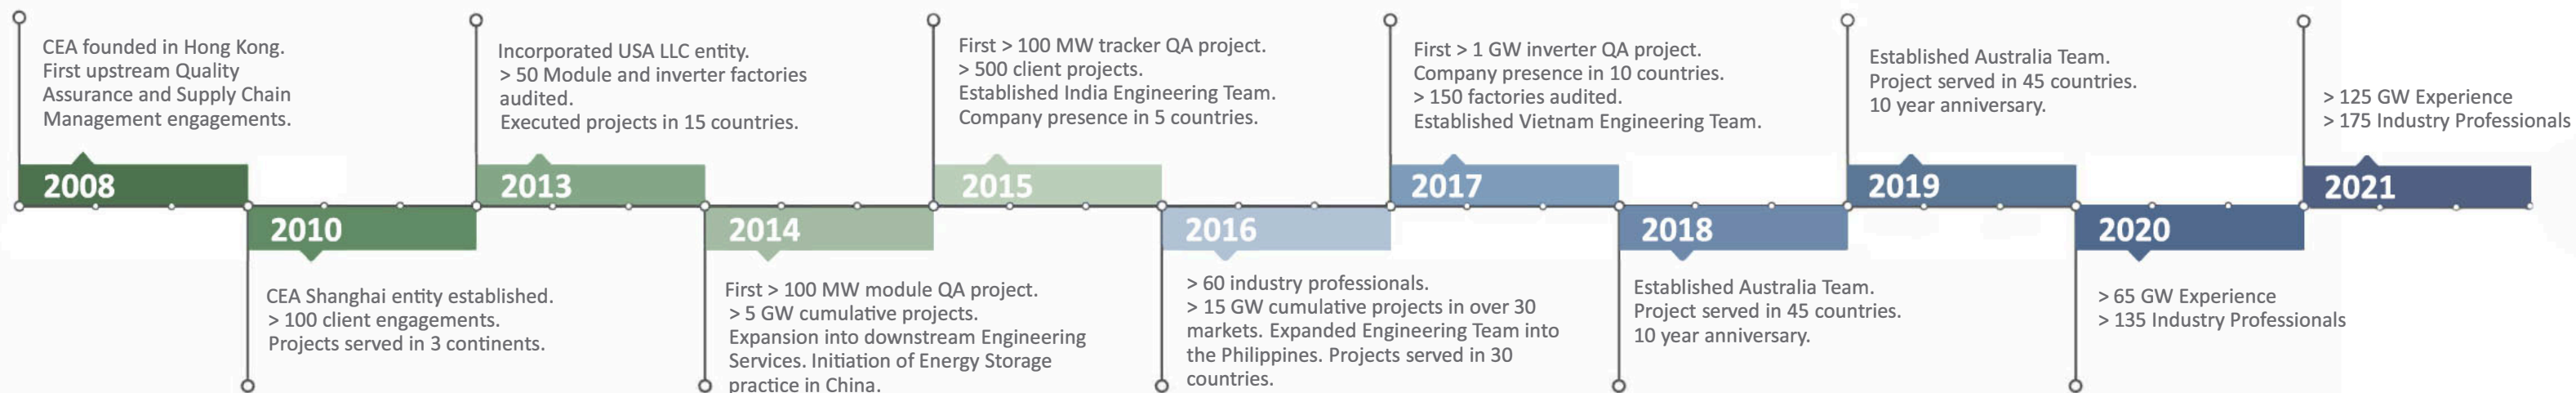 CEA founded in Hong Kong.
First upstream Quality
Assurance and Supply Chain
Management engagements.
2008
2010
CEA Shanghai entity established.
> 100 client engagements.
Projects served in 3 continents.
Incorporated USA LLC entity.
> 50 Module and inverter factories
audited.
Executed projects in 15 countries.
2013
2014
First > 100 MW module QA project.
> 5 GW cumulative projects.
Expansion into downstream Engineering
Services. Initiation of Energy Storage
practice in China.
First > 100 MW tracker QA project.
> 500 client projects.
Established India Engineering Team.
Company presence in 5 countries.
2015
2016
> 60 industry professionals.
> 15 GW cumulative projects in over 30
markets. Expanded Engineering Team into
the Philippines. Projects served in 30
countries.
First > 1 GW inverter QA project.
Company presence in 10 countries.
> 150 factories audited.
Established Vietnam Engineering Team.
2017
2018
Established Australia Team.
Project served in 45 countries.
10 year anniversary.
Established Australia Team.
Project served in 45 countries.
10 year anniversary.
2019
2020
> 65 GW Experience
> 135 Industry Professionals
> 125 GW Experience
> 175 Industry Professionals
2021